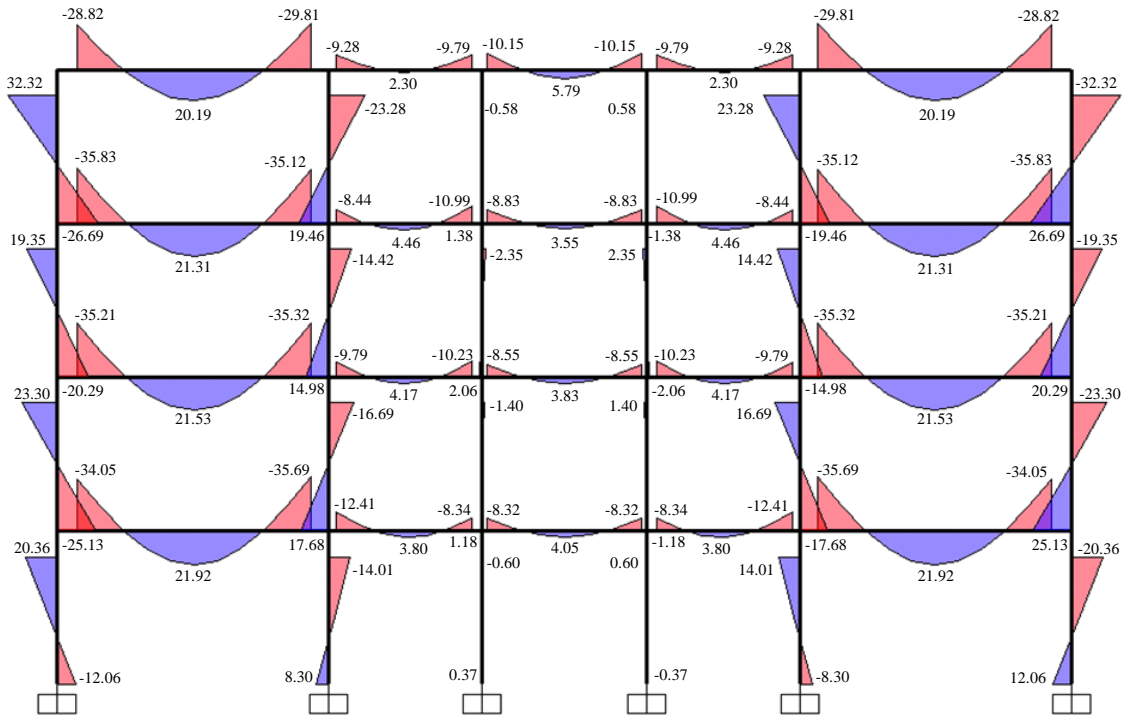 -28.82 -29.81 -9.28 -9.79 -10.15 -10.15 -9.79 -9.28 -29.81 -28.82
32.32 20.19 -23.28 2.30 -0.58 5.79 0.58 23.28 2.30 20.19 -32.32
-35.83 -35.12 -8.44 -10.99 -8.83 -8.83 -10.99 -8.44 -35.12 -35.83
19.35 -26.69 21.31 19.46 -14.42 4.46 1.38 -2.35 3.55 2.35 -1.38 14.42 4.46 -19.46 21.31 26.69 -19.35
-35.21 -35.32 -9.79 -10.23 -8.55 -8.55 -10.23 -9.79 -35.32 -35.21
23.30 -20.29 21.53 14.98 -16.69 4.17 2.06 -1.40 3.83 1.40 -2.06 16.69 4.17 -14.98 21.53 20.29 -23.30
-34.05 -35.69 -12.41 -8.34 -8.32 -8.32 -8.34 -12.41 -35.69 -34.05
20.36 -25.13 21.92 17.68 -14.01 3.80 1.18 -0.60 4.05 0.60 -1.18 14.01 3.80 -17.68 21.92 25.13 -20.36
-12.06 8.30 0.37 -0.37 -8.30 12.06